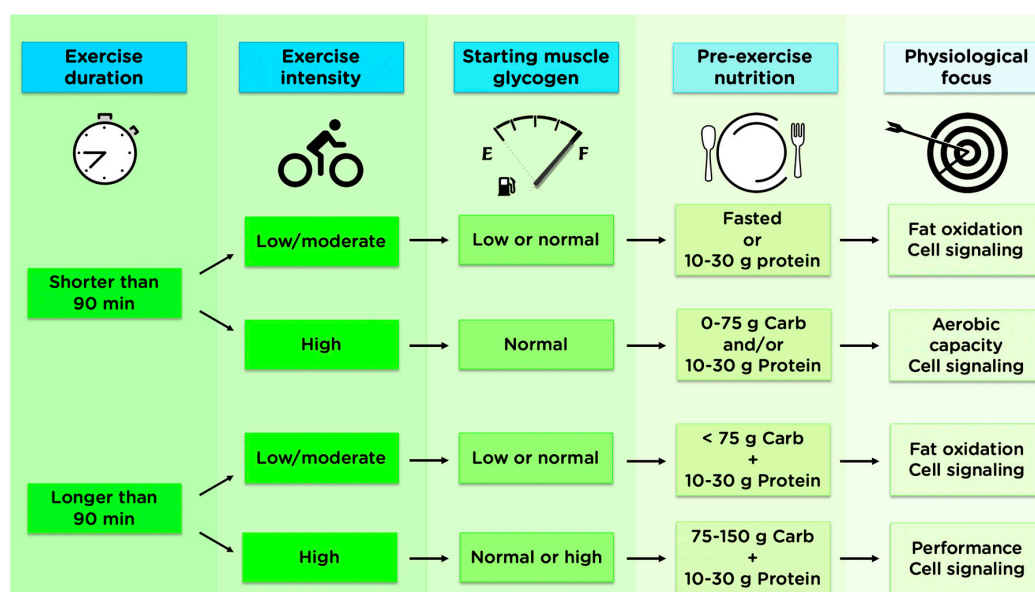 Exercise
duration
Exercise
intensity
Starting muscle
glycogen
Pre-exercise
nutrition
Physiological
focus
E
F
Shorter than
90 min
Low/moderate
Low or normal
Fasted
or
10-30 g protein
Fat oxidation
Cell signaling
High
Normal
0-75 g Carb
and/or
10-30 g Protein
Aerobic
capacity
Cell signaling
Longer than
90 min
Low/moderate
Low or normal
< 75 g Carb
+
10-30 g Protein
Fat oxidation
Cell signaling
High
Normal or high
75-150 g Carb
+
10-30 g Protein
Performance
Cell signaling